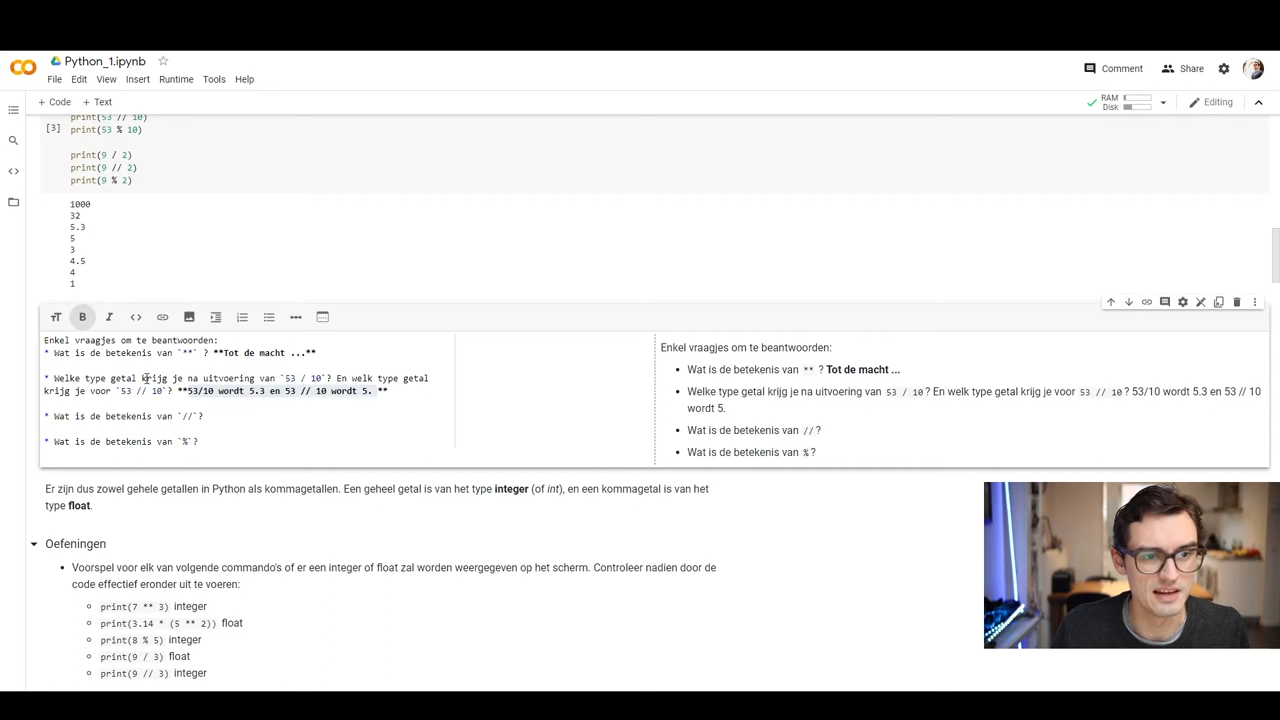 Python_1.ipynb
File Edit View Insert Runtime Tools Help
Comment Share
+ Code + Text
RAM
Disk
Editing
print(53 // 10)
[3] print(53 % 10)
print(9 / 2)
print(9 // 2)
print(9 % 2)
1000
32
5.3
5
3
4.5
4
1
Enkel vraagjes om te beantwoorden:
* Wat is de betekenis van `**` ? **Tot de macht ...**
* Welke type getal krijg je na uitvoering van `53 / 10`? En welk type getal
krijg je voor `53 // 10`? **53/10 wordt 5.3 en 53 // 10 wordt 5. **
* Wat is de betekenis van `//`?
* Wat is de betekenis van `%`?
Enkel vraagjes om te beantwoorden:
• Wat is de betekenis van ** ? Tot de macht ...
• Welke type getal krijg je na uitvoering van 53 / 10? En welk type getal krijg je voor 53 // 10? 53/10 wordt 5.3 en 53 // 10
wordt 5.
• Wat is de betekenis van //?
• Wat is de betekenis van %?
Er zijn dus zowel gehele getallen in Python als kommagetallen. Een geheel getal is van het type integer (of int), en een kommagetal is van het
type float.
Oefeningen
• Voorspel voor elk van volgende commando's of er een integer of float zal worden weergegeven op het scherm. Controleer nadien door de
code effectief eronder uit te voeren:
print(7 ** 3) integer
print(3.14 * (5 ** 2)) float
print(8 % 5) integer
print(9 / 3) float
print(9 // 3) integer